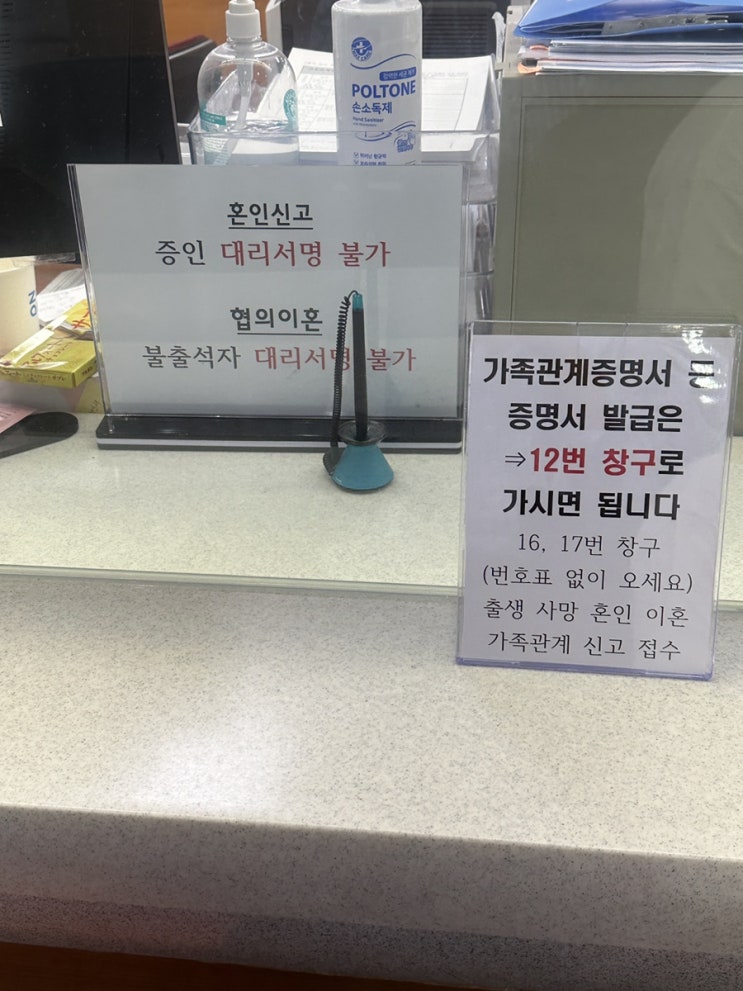 POLTONE
손소독제
Hand Sanitizer
혼인신고
증인 대리서명 불가
협의이혼
불출석자 대리서명 불가
가족관계증명서 등
증명서 발급은
⇒12번 창구로
가시면 됩니다
16, 17번 창구
(번호표 없이 오세요)
출생 사망 혼인 이혼
가족관계 신고 접수